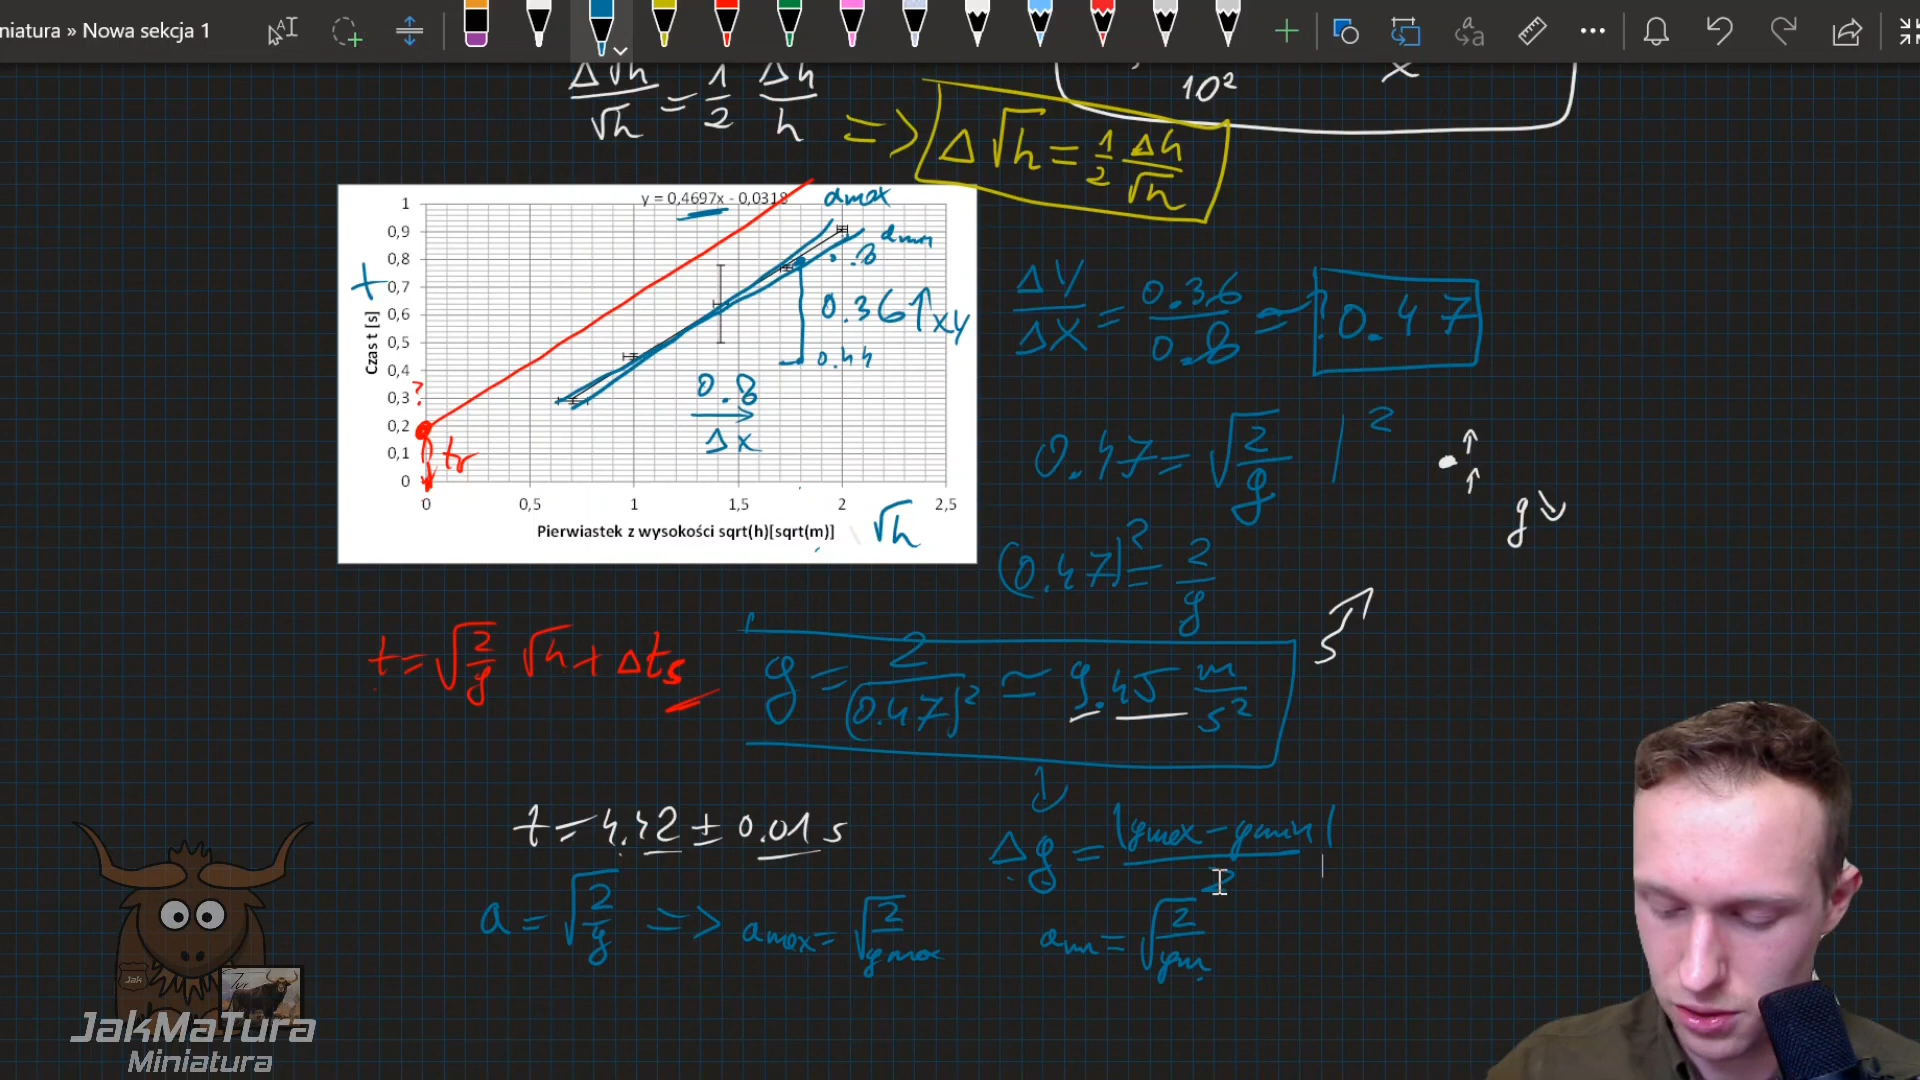 niatura » Nowa sekcja 1
Δ√h / √h = 1/2 Δh / h
=> Δ√h = 1/2 Δh / √h
10²
x
y = 0,4697x - 0,0318
amax
amin
1
0,9
0,8
0,7
0,6
0,5
0,4
0,3
0,2
0,1
0
0
0,5
1
1,5
2
2,5
Czas t [s]
t
?
tr
.8
0.36↑
xy
0.44
0.8
→
Δx
Pierwiastek z wysokości sqrt(h)[sqrt(m)]
√h
ΔY / ΔX = 0.36 / 0.8 ≃ 0.47
0.47 = √(2/g) |²
g↘
(0.47)² = 2/g
t = √(2/g) √h + Δts
g = 2 / (0.47)² ≃ 9.45 m/s²
s
t = 4.42 ± 0.01 s
Δg = |gmax - gmin| / 2
a = √(2/g) => amax = √(2/gmax)
amin = √(2/gm)
Jak
Tur
JakMaTura
Miniatura